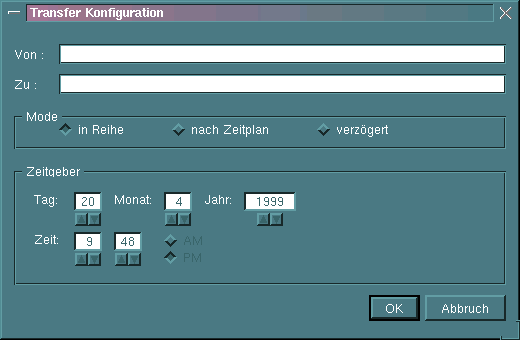 Transfer Konfiguration
Von :
Zu :
Mode
in Reihe nach Zeitplan verzögert
Zeitgeber
Tag: 20 Monat: 4 Jahr: 1999
Zeit: 9 48 AM
PM
OK Abbruch